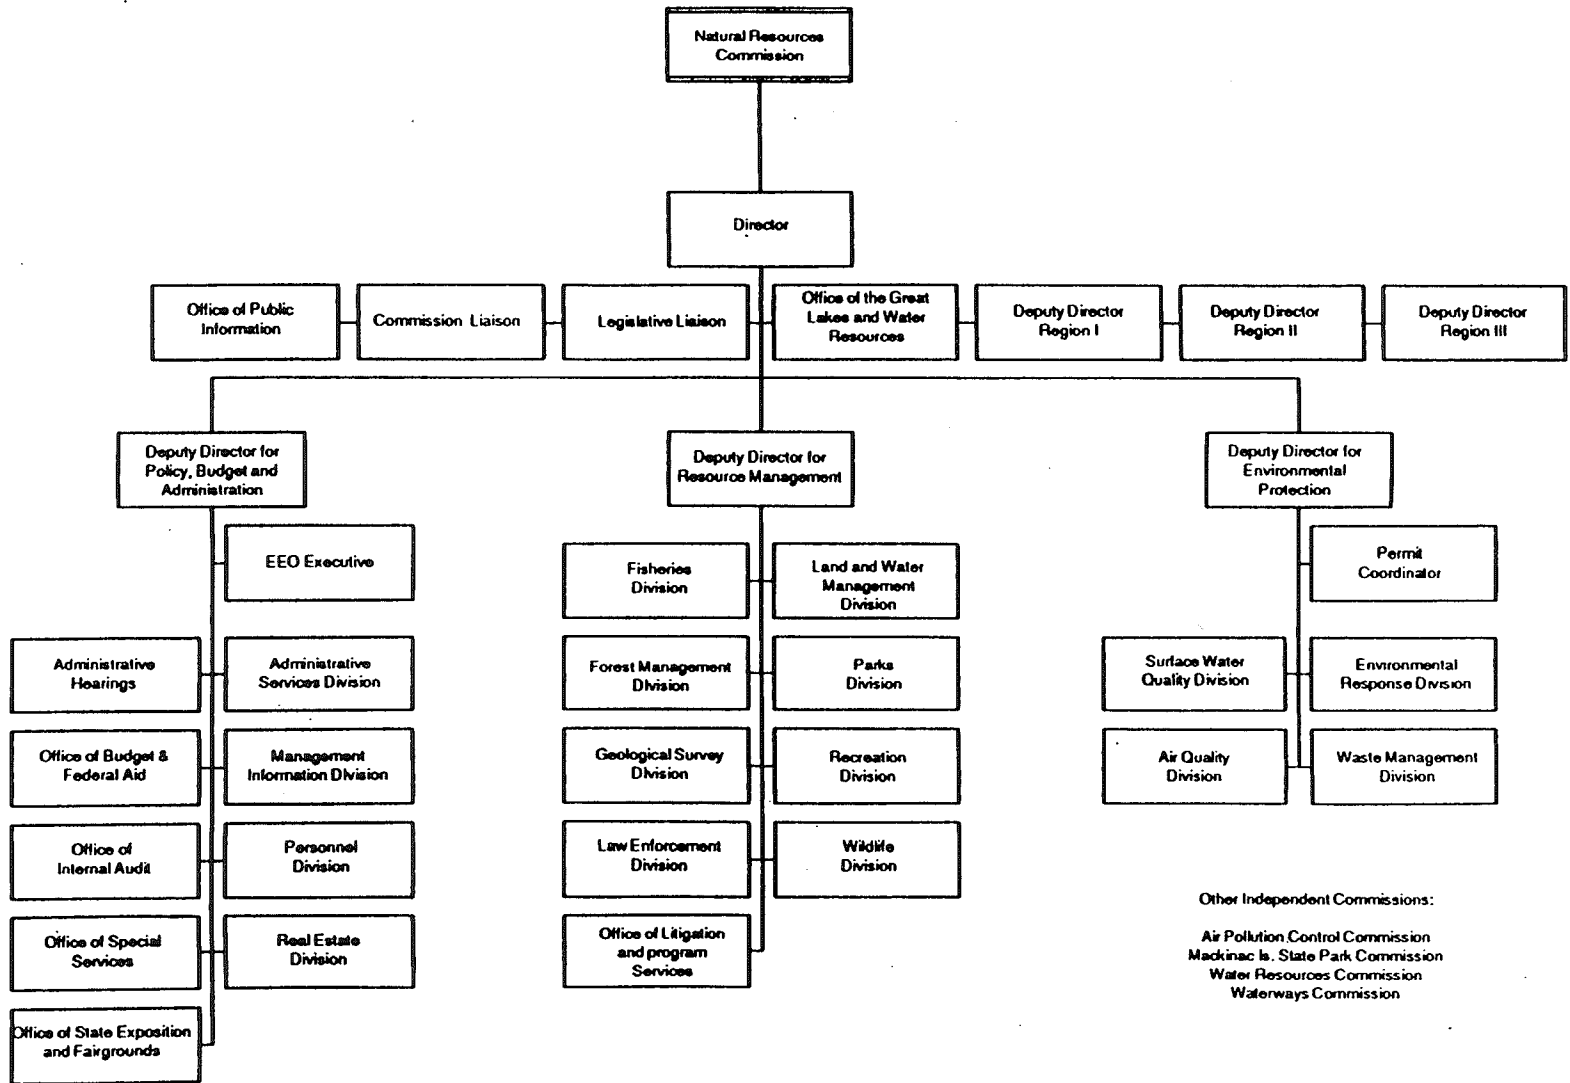 Natural Resources
Commission
Director
Office of Public
Information
Commission Liaison
Legislative Liaison
Office of the Great
Lakes and Water
Resources
Deputy Director
Region I
Deputy Director
Region II
Deputy Director
Region III
Deputy Director for
Policy, Budget and
Administration
Deputy Director for
Resource Management
Deputy Director for
Environmental
Protection
EEO Executive
Administrative
Hearings
Administrative
Services Division
Office of Budget &
Federal Aid
Management
Information Division
Office of
Internal Audit
Personnel
Division
Office of Special
Services
Real Estate
Division
Office of State Exposition
and Fairgrounds
Fisheries
Division
Land and Water
Management
Division
Forest Management
Division
Parks
Division
Geological Survey
Division
Recreation
Division
Law Enforcement
Division
Wildlife
Division
Office of Litigation
and program
Services
Permit
Coordinator
Surface Water
Quality Division
Environmental
Response Division
Air Quality
Division
Waste Management
Division
Other Independent Commissions:
Air Pollution Control Commission
Mackinac Is. State Park Commission
Water Resources Commission
Waterways Commission